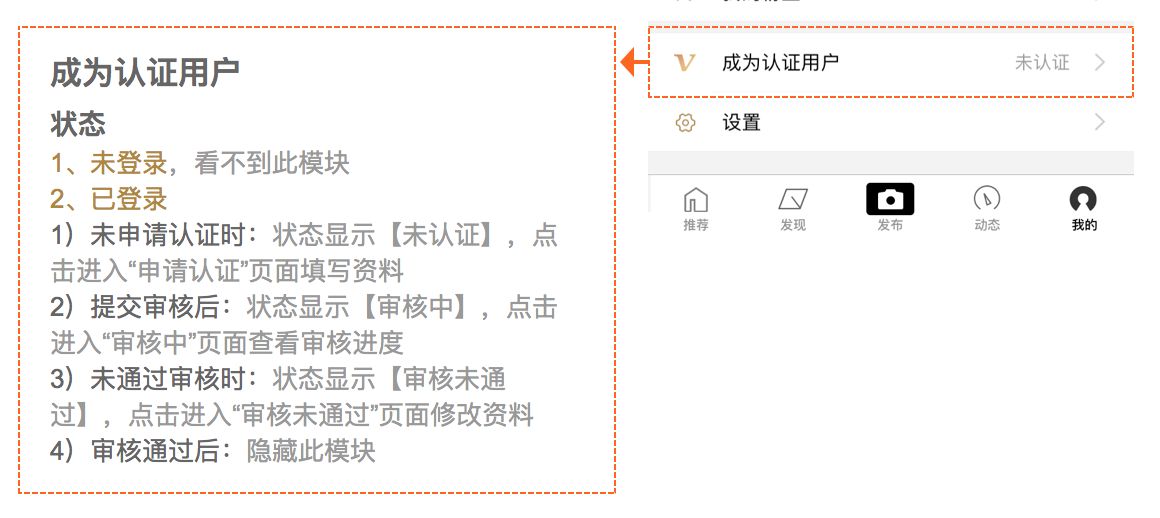 成为认证用户
状态
1、未登录，看不到此模块
2、已登录
1）未申请认证时：状态显示【未认证】，点
击进入“申请认证”页面填写资料
2）提交审核后：状态显示【审核中】，点击
进入“审核中”页面查看审核进度
3）未通过审核时：状态显示【审核未通
过】，点击进入“审核未通过”页面修改资料
4）审核通过后：隐藏此模块
成为认证用户 未认证
设置
推荐 发现 发布 动态 我的